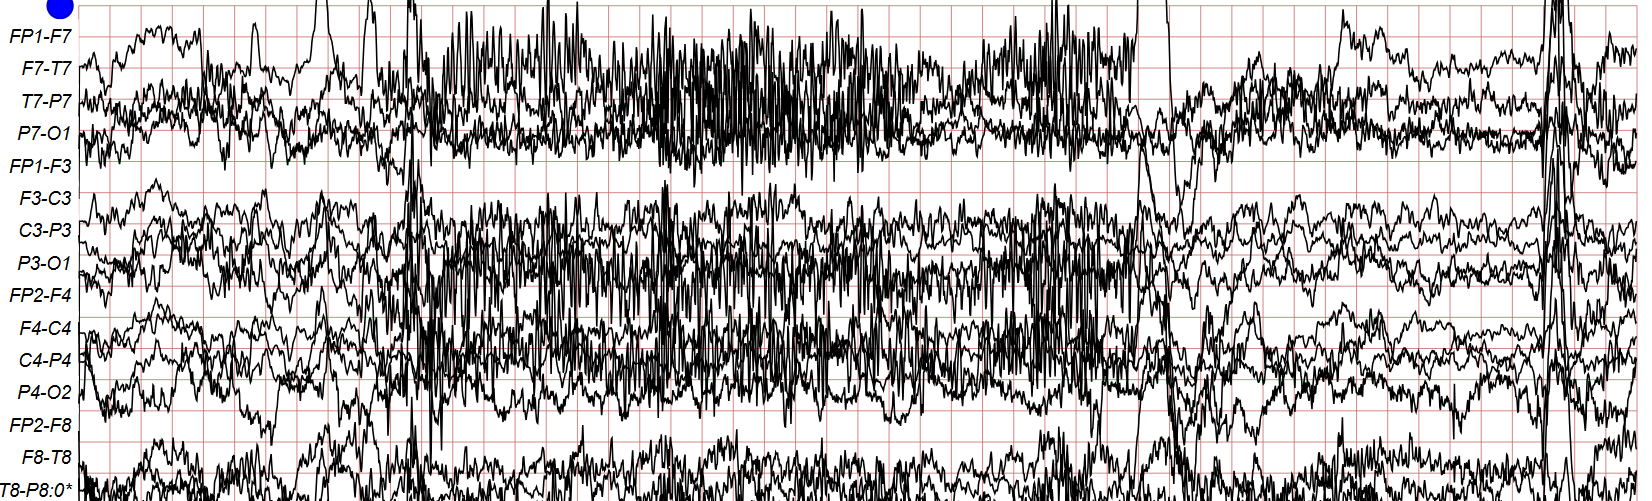 FP1-F7
F7-T7
T7-P7
P7-O1
FP1-F3
F3-C3
C3-P3
P3-O1
FP2-F4
F4-C4
C4-P4
P4-O2
FP2-F8
F8-T8
T8-P8:0*